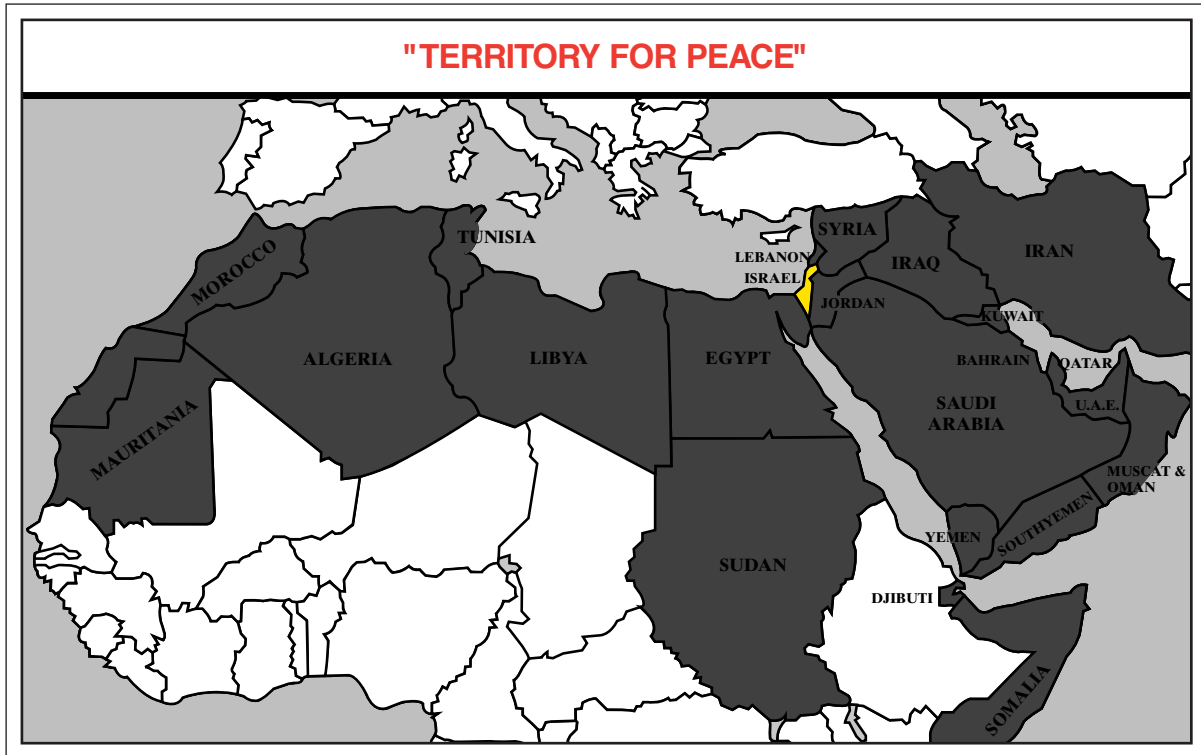 "TERRITORY FOR PEACE"
TUNISIA
MOROCCO
SYRIA
LEBANON
ISRAEL
IRAQ
IRAN
JORDAN
KUWAIT
ALGERIA
LIBYA
EGYPT
BAHRAIN
QATAR
U.A.E.
SAUDI
ARABIA
MAURITANIA
MUSCAT &
OMAN
SOUTHYEMEN
YEMEN
SUDAN
DJIBUTI
SOMALIA